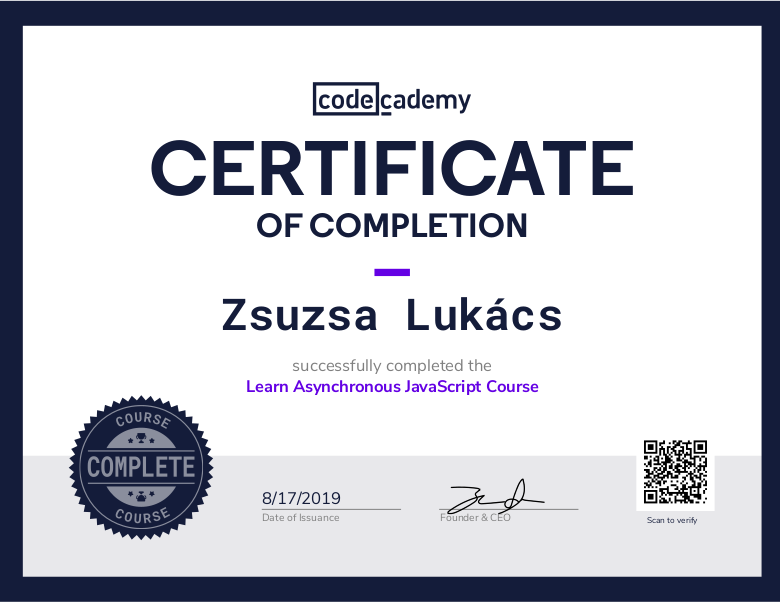 codecademy
CERTIFICATE
OF COMPLETION
Zsuzsa Lukács
successfully completed the
Learn Asynchronous JavaScript Course
COURSE
COMPLETE
COURSE
8/17/2019
Date of Issuance
Founder & CEO
Scan to verify